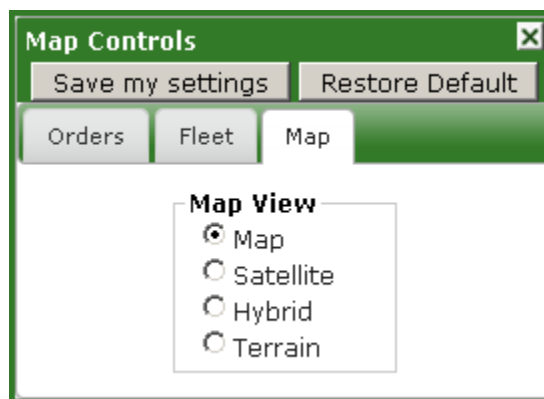 Map Controls
Save my settings Restore Default
Orders Fleet Map
Map View
Map
Satellite
Hybrid
Terrain